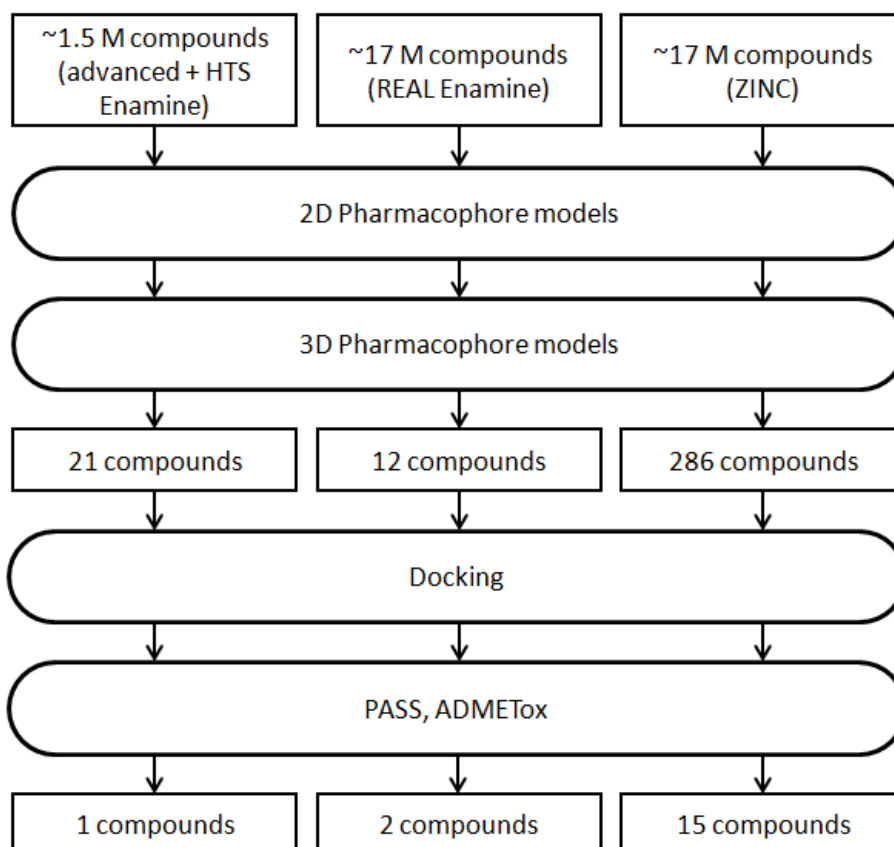 ~1.5 M compounds
(advanced + HTS
Enamine)
~17 M compounds
(REAL Enamine)
~17 M compounds
(ZINC)
2D Pharmacophore models
3D Pharmacophore models
21 compounds
12 compounds
286 compounds
Docking
PASS, ADMETox
1 compounds
2 compounds
15 compounds